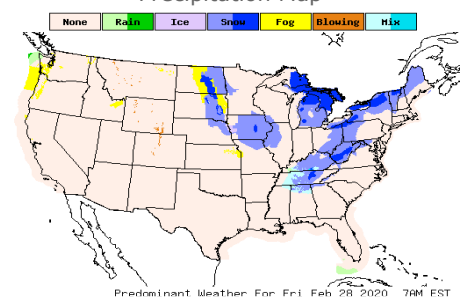 Precipitation Map
None Rain Ice Snow Fog Blowing Mix
Predominant Weather For Fri Feb 28 2020 7AM EST